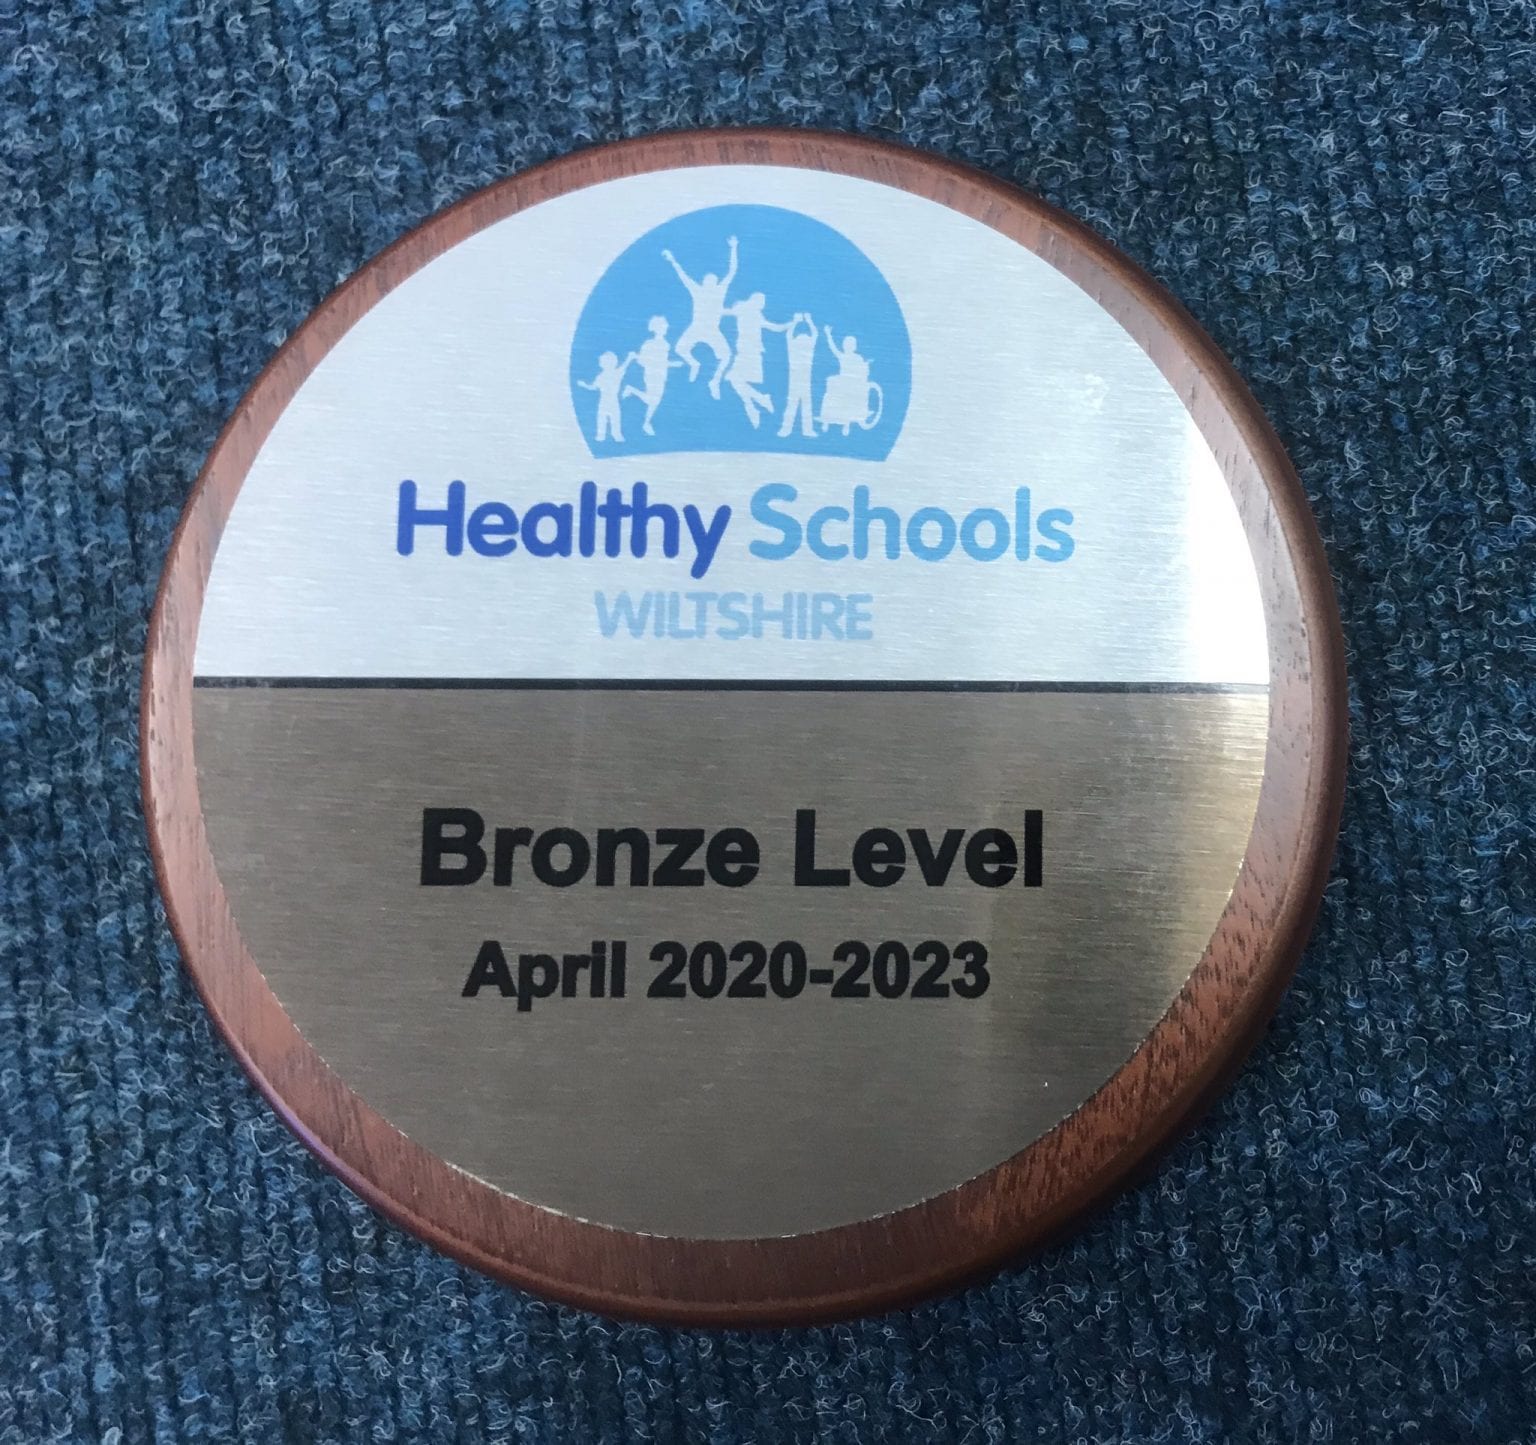 Healthy Schools
WILTSHIRE
Bronze Level
April 2020-2023